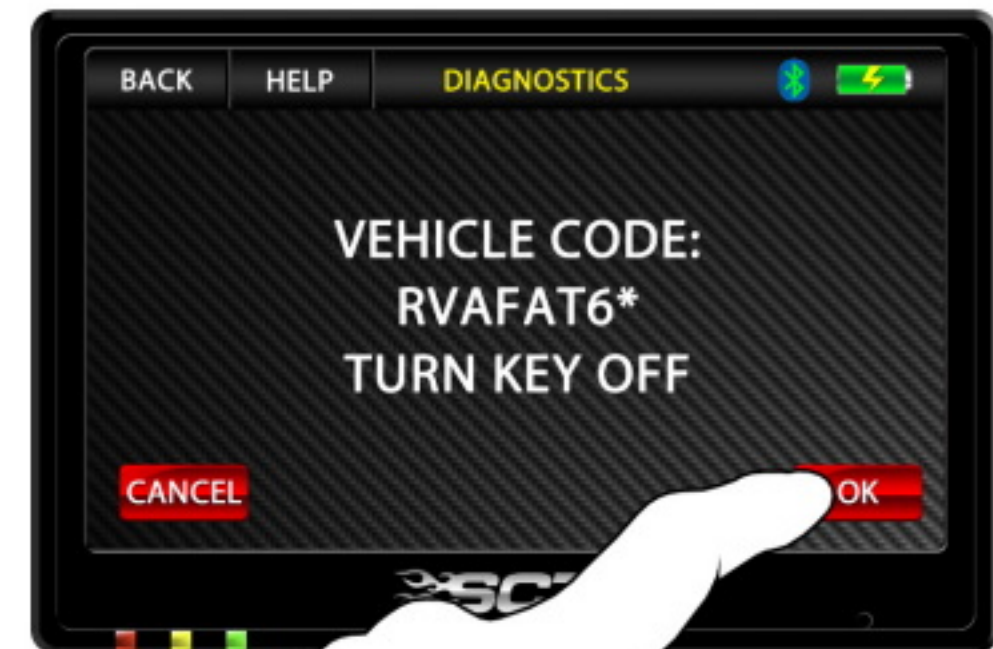 BACK HELP DIAGNOSTICS
VEHICLE CODE:
RVAFAT6*
TURN KEY OFF
CANCEL OK